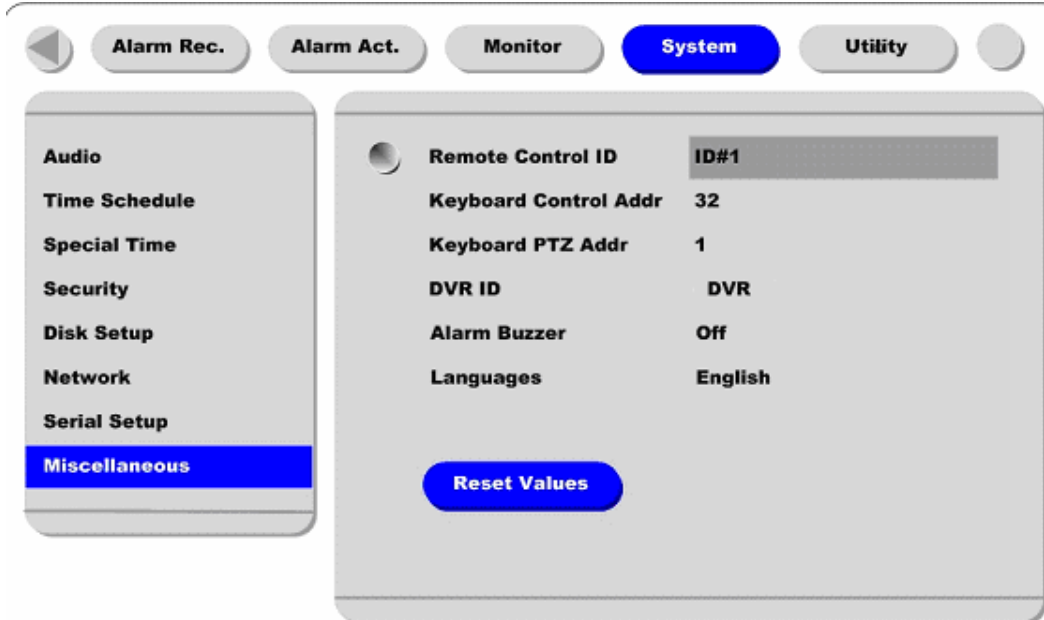 Alarm Rec. Alarm Act. Monitor System Utility
Audio
Time Schedule
Special Time
Security
Disk Setup
Network
Serial Setup
Miscellaneous
Remote Control ID ID#1
Keyboard Control Addr 32
Keyboard PTZ Addr 1
DVR ID DVR
Alarm Buzzer Off
Languages English
Reset Values